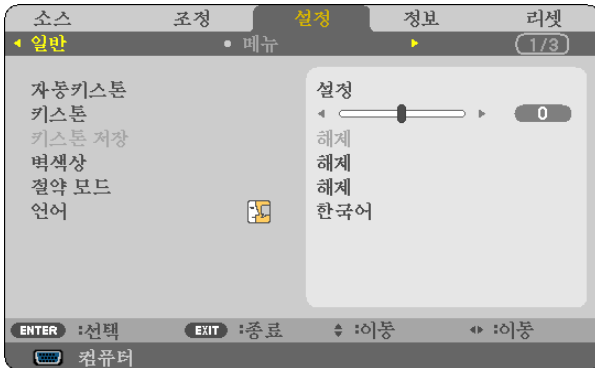 소스 조정 설정 정보 리셋
일반 메뉴 1/3
자동키스톤 설정
키스톤 0
키스톤 저장 해제
벽색상 해제
절약 모드 해제
언어 한국어
ENTER :선택 EXIT :종료 :이동 :이동
컴퓨터